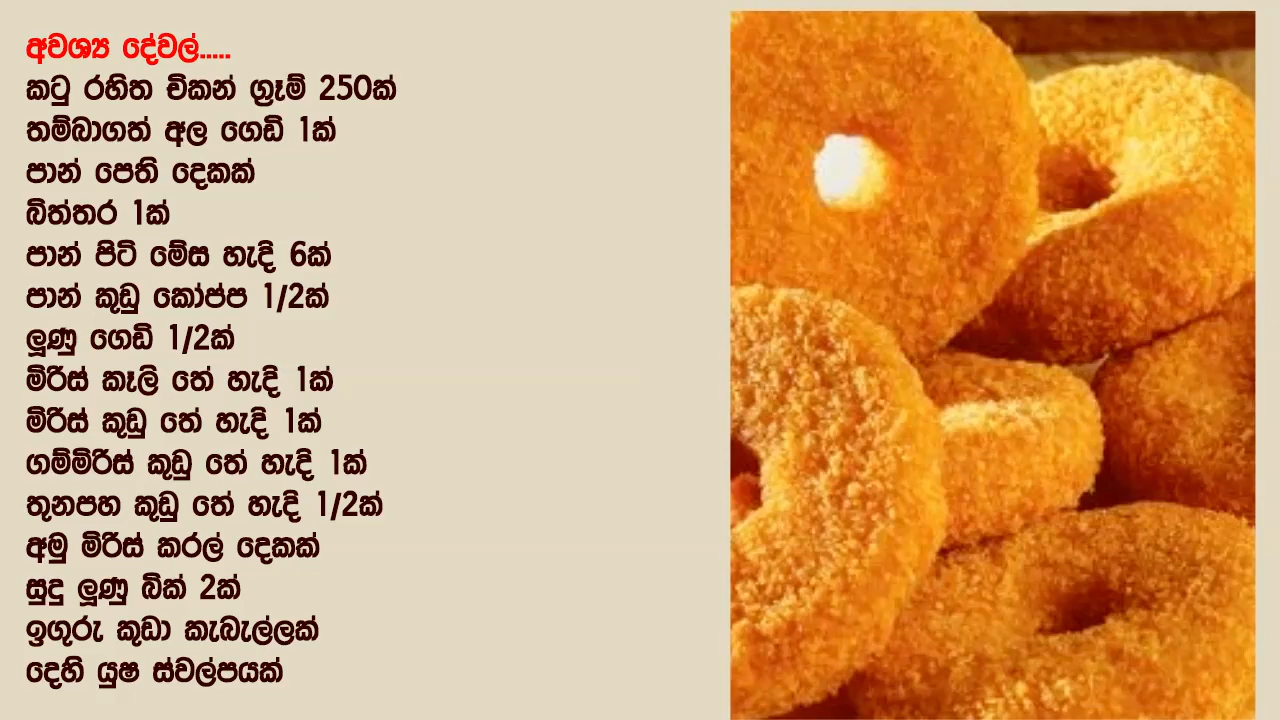 අවශ්‍ය දේවල්.....
කටු රහිත චිකන් ග්‍රෑම් 250ක්
තම්බාගත් අල ගෙඩි 1ක්
පාන් පෙති දෙකක්
බිත්තර 1ක්
පාන් පිටි මේස හැදි 6ක්
පාන් කුඩු කෝප්ප 1/2ක්
ලූණු ගෙඩි 1/2ක්
මිරිස් කෑලි තේ හැදි 1ක්
මිරිස් කුඩු තේ හැදි 1ක්
ගම්මිරිස් කුඩු තේ හැදි 1ක්
තුනපහ කුඩු තේ හැදි 1/2ක්
අමු මිරිස් කරල් දෙකක්
සුදු ලූණු බික් 2ක්
ඉගුරු කුඩා කැබැල්ලක්
දෙහි යුෂ ස්වල්පයක්